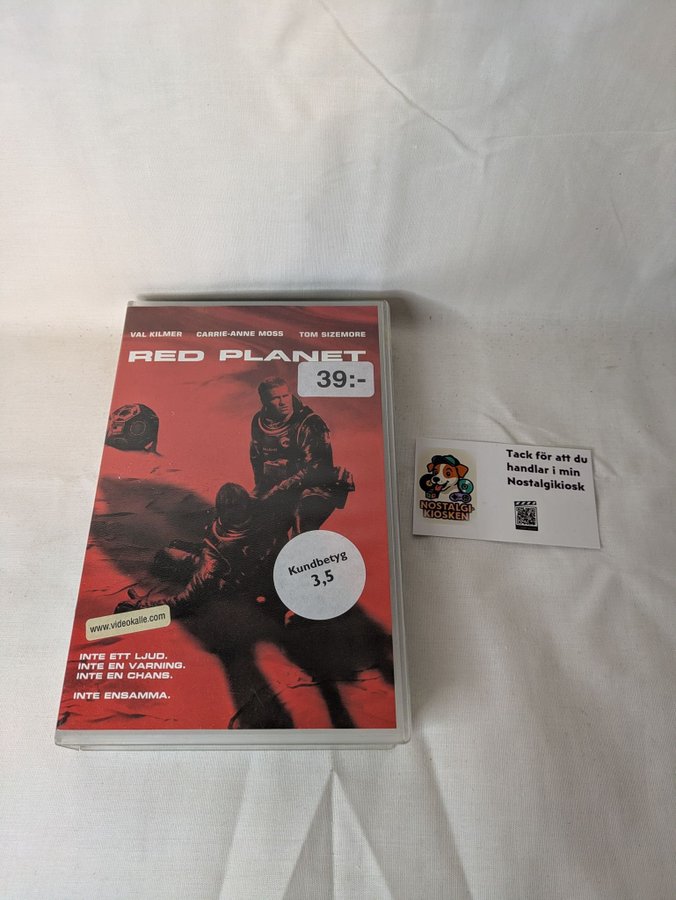 VAL KILMER CARRIE-ANNE MOSS TOM SIZEMORE
RED PLANET
39:-
Kundbetyg
3,5
www.videokalle.com
INTE ETT LJUD.
INTE EN VARNING.
INTE EN CHANS.
INTE ENSAMMA.
Tack för att du
handlar i min
Nostalgikiosk
NOSTALGI-
KIOSKEN